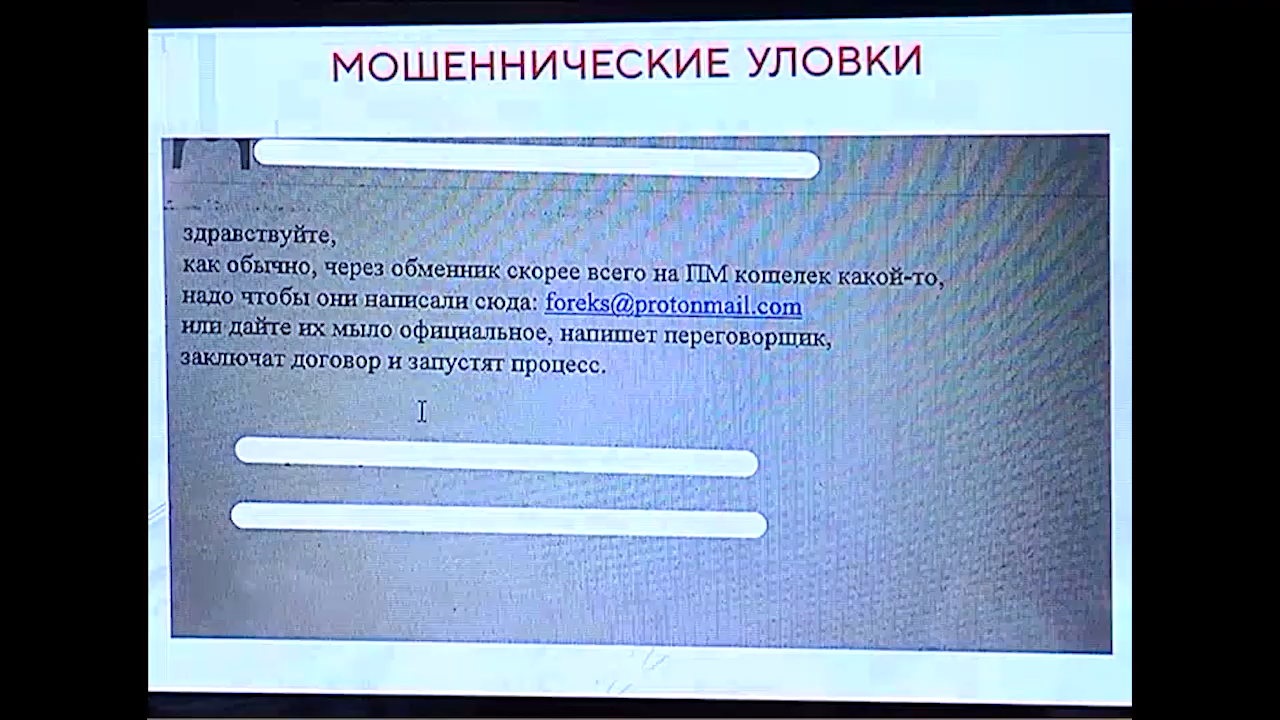 МОШЕННИЧЕСКИЕ УЛОВКИ
здравствуйте,
как обычно, через обменник скорее всего на ПМ кошелек какой-то,
надо чтобы они написали сюда: foreks@protonmail.com
или дайте их мыло официальное, напишет переговорщик,
заключат договор и запустят процесс.